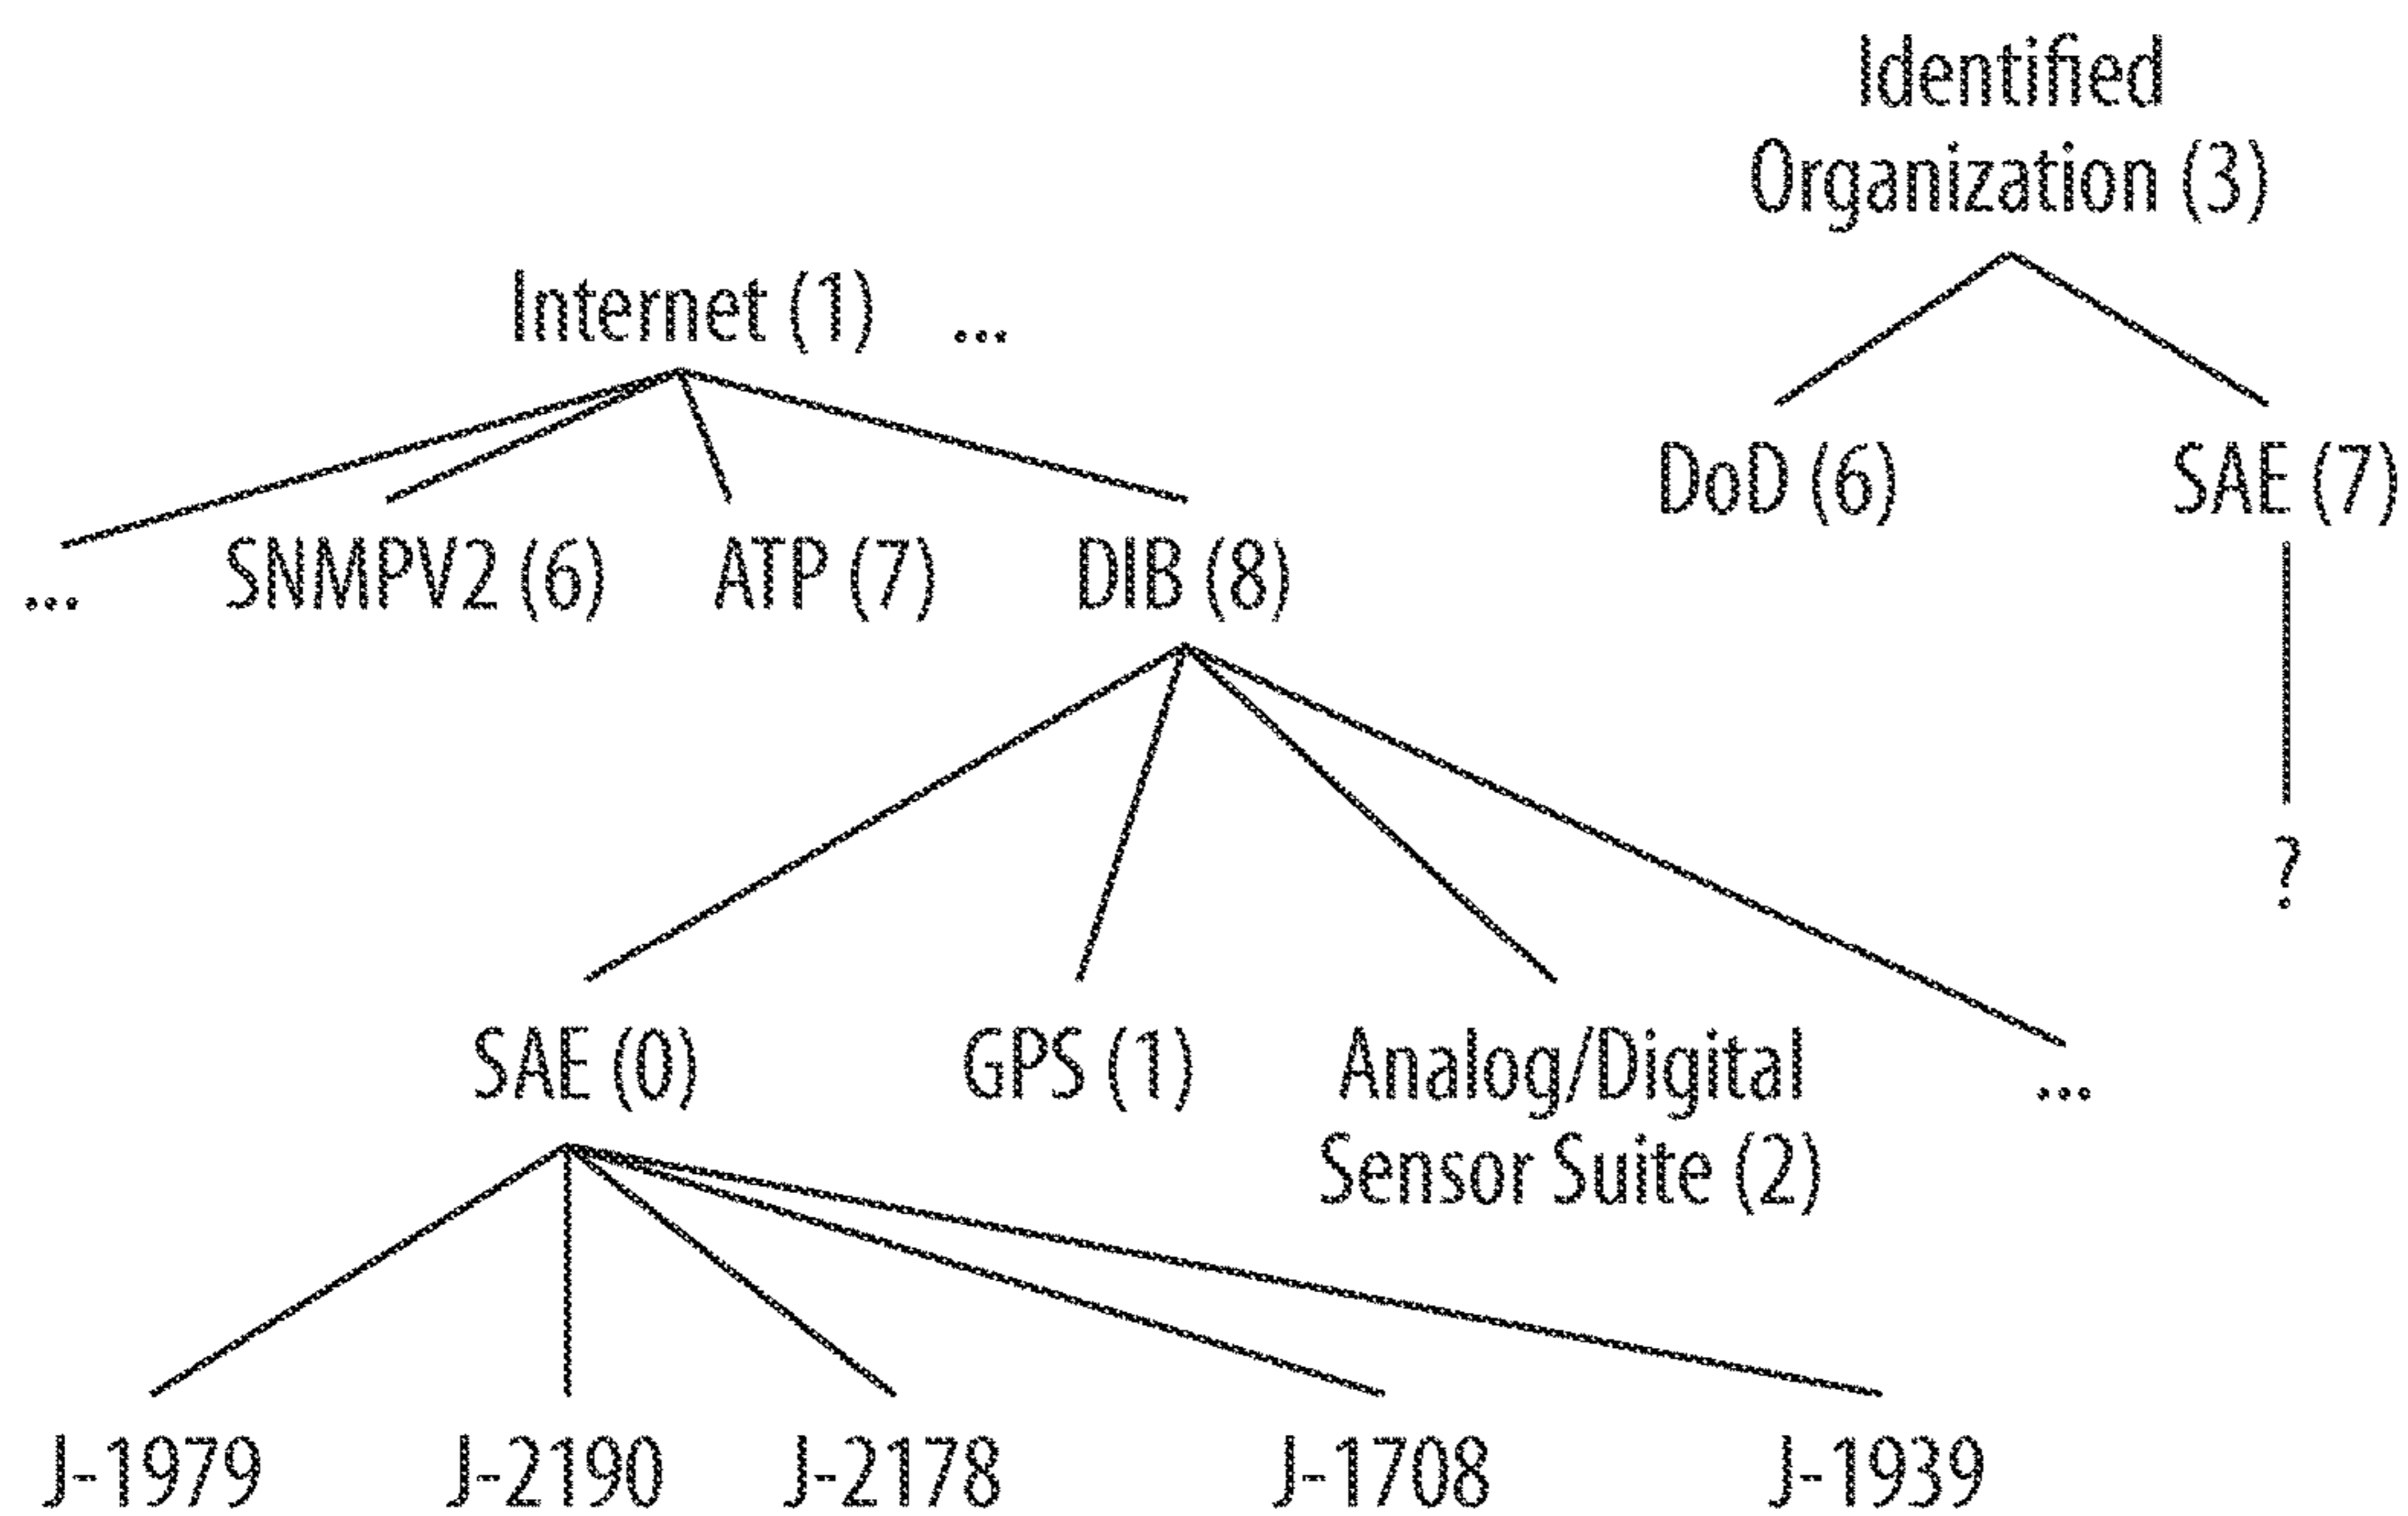 Identified
Organization (3)
Internet (1) ...
DoD (6) SAE (7)
... SNMPV2 (6) ATP (7) DIB (8)
?
SAE (0) GPS (1) Analog/Digital
Sensor Suite (2) ...
J-1979 J-2190 J-2178 J-1708 J-1939